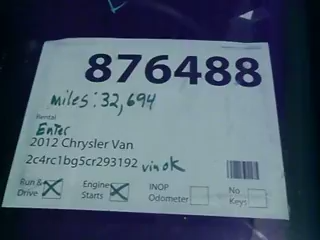 876488
miles: 32,694
Rental
Enter
2012 Chrysler Van
2c4rc1bg5cr293192 vin ok
Run & Drive
Engine Starts
INOP Odometer
No Keys